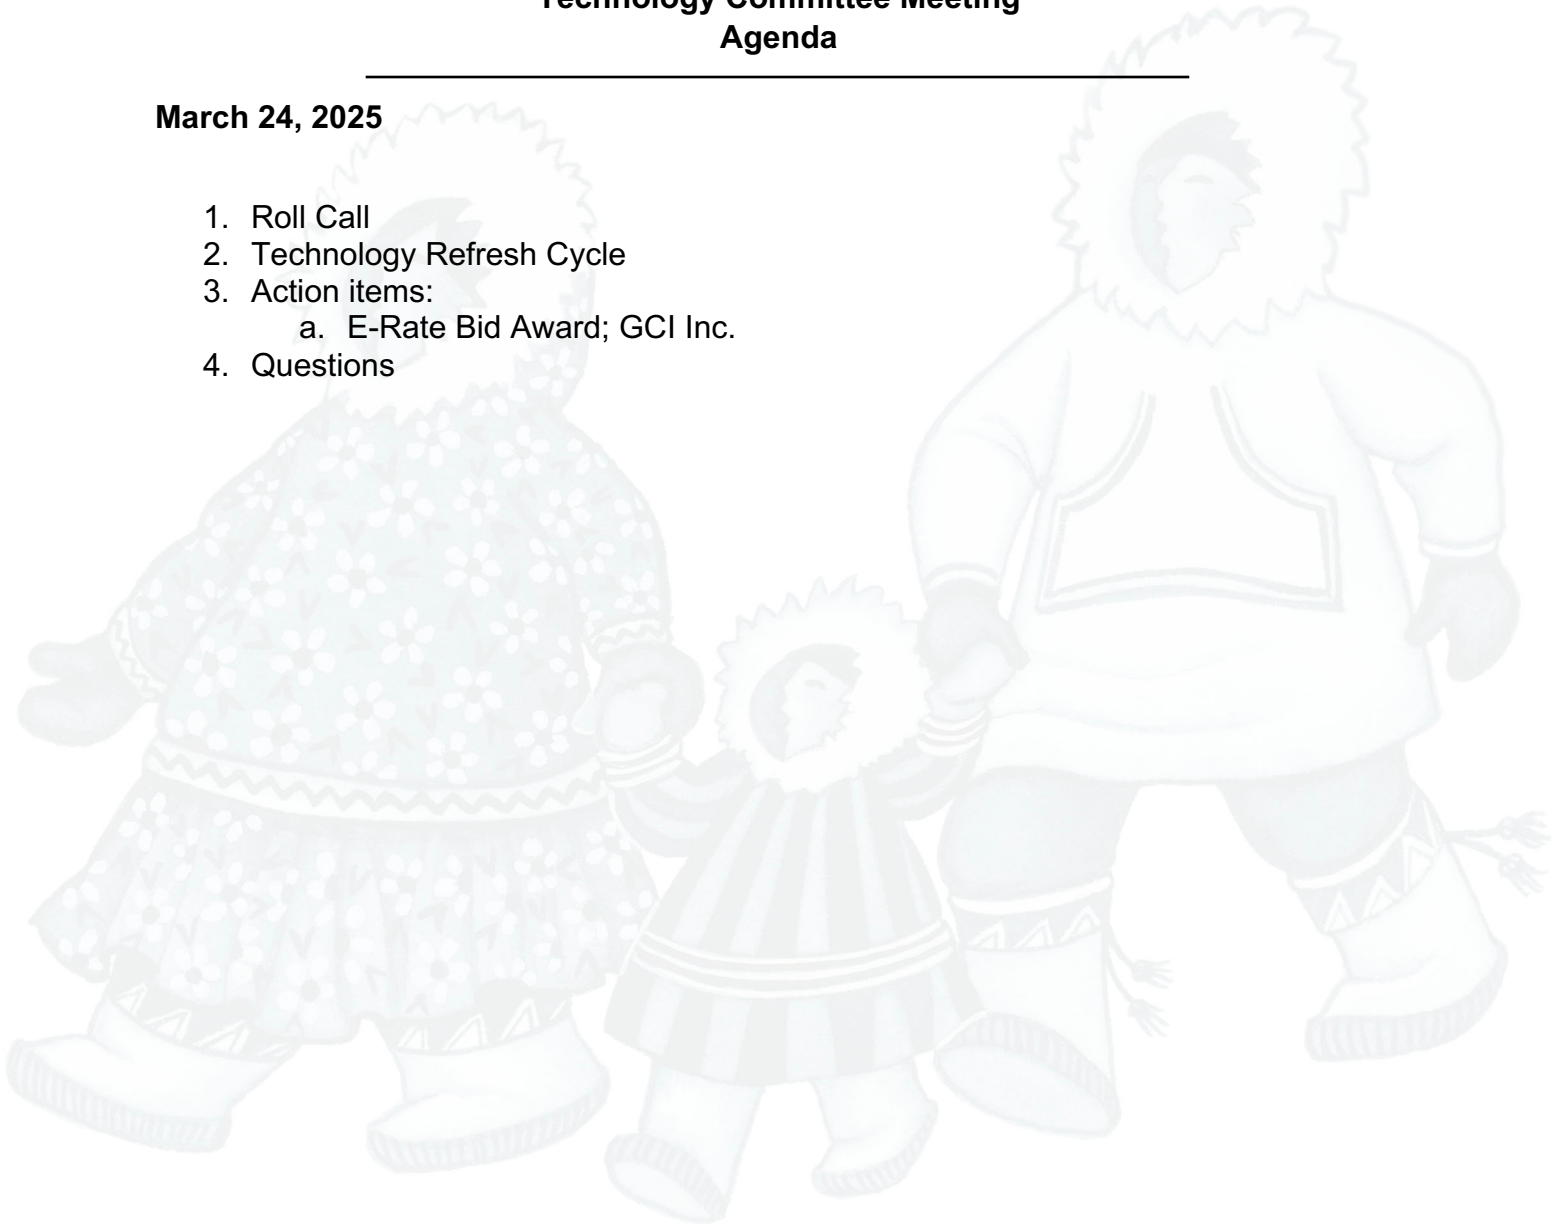 Technology Committee Meeting
Agenda
March 24, 2025
1. Roll Call
2. Technology Refresh Cycle
3. Action items:
a. E-Rate Bid Award; GCI Inc.
4. Questions